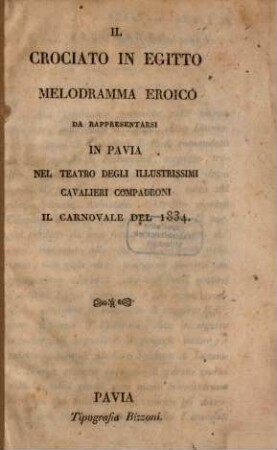 IL
CROCIATO IN EGITTO
MELODRAMMA EROICO
DA RAPPRESENTARSI
IN PAVIA
NEL TEATRO DEGLI ILLUSTRISSIMI
CAVALIERI COMPADRONI
IL CARNOVALE DEL 1834.
PAVIA
Tipografia Bizzoni.